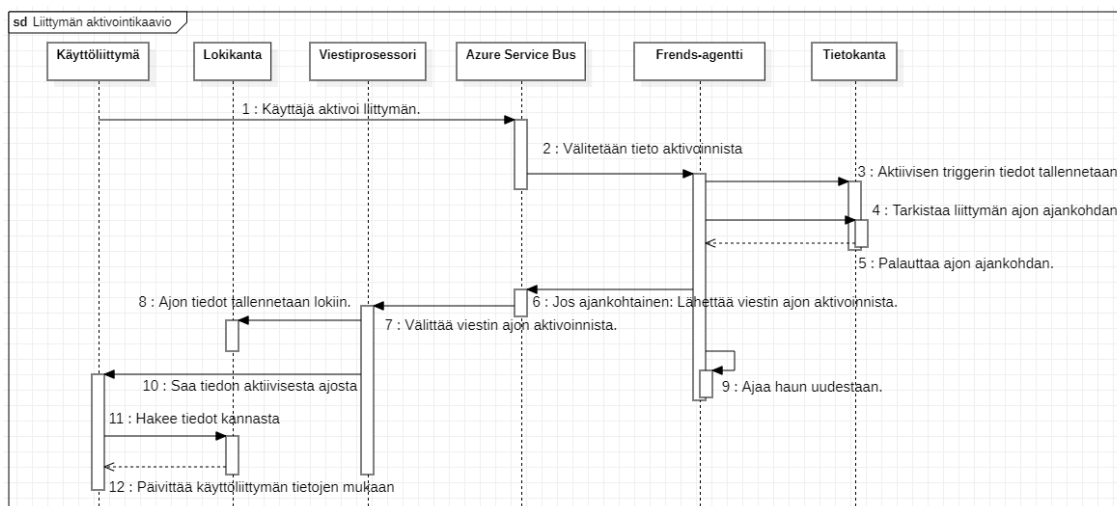 sd Liittymän aktivointikaavio
Käyttöliittymä
Lokikanta
Viestiprosessori
Azure Service Bus
Frends-agentti
Tietokanta
1 : Käyttäjä aktivoi liittymän.
2 : Välitetään tieto aktivoinnista
3 : Aktiivisen triggerin tiedot tallennetaan
4 : Tarkistaa liittymän ajon ajankohdan
5 : Palauttaa ajon ajankohdan.
6 : Jos ajankohtainen: Lähettää viestin ajon aktivoinnista.
8 : Ajon tiedot tallennetaan lokiin.
7 : Välittää viestin ajon aktivoinnista.
10 : Saa tiedon aktiivisesta ajosta
9 : Ajaa haun uudestaan.
11 : Hakee tiedot kannasta
12 : Päivittää käyttöliittymän tietojen mukaan